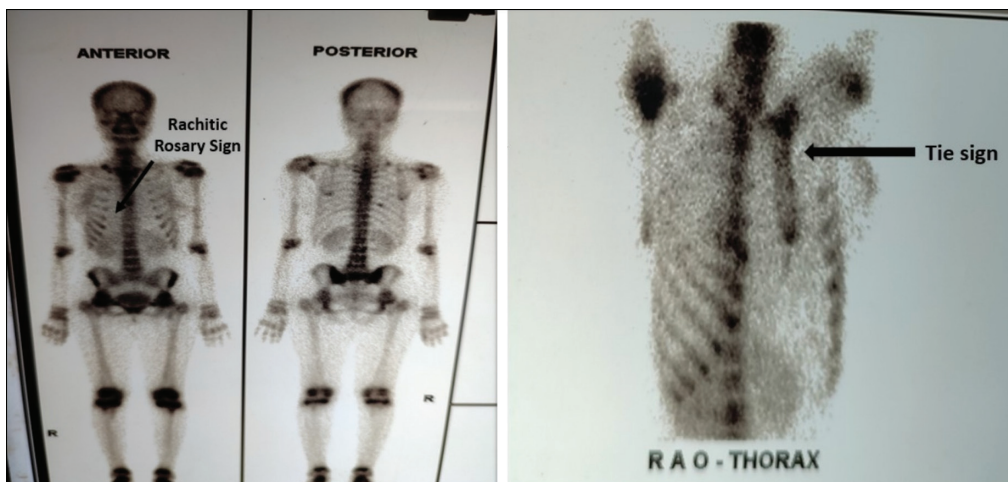 ANTERIOR
POSTERIOR
Rachitic
Rosary Sign
R
R
Tie sign
R A O - THORAX